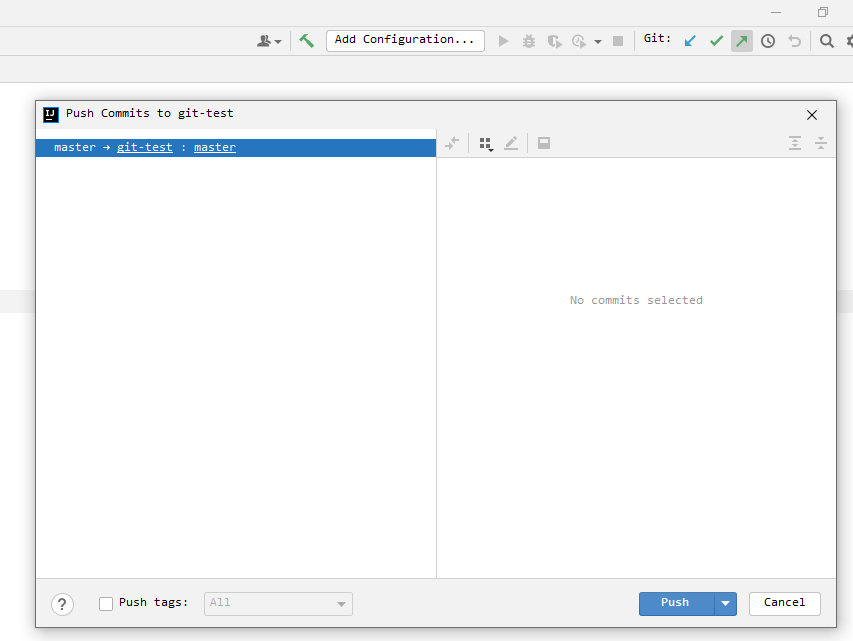 Add Configuration...
Git:
IJ
Push Commits to git-test
master → git-test : master
No commits selected
?
Push tags:
All
Push
Cancel